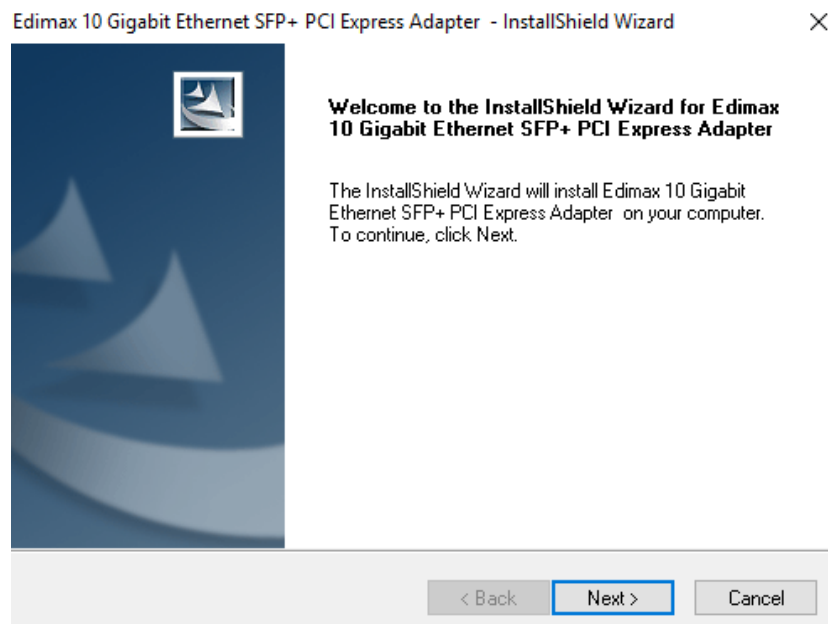 Edimax 10 Gigabit Ethernet SFP+ PCI Express Adapter - InstallShield Wizard
Welcome to the InstallShield Wizard for Edimax
10 Gigabit Ethernet SFP+ PCI Express Adapter
The InstallShield Wizard will install Edimax 10 Gigabit
Ethernet SFP+ PCI Express Adapter on your computer.
To continue, click Next.
< Back Next > Cancel